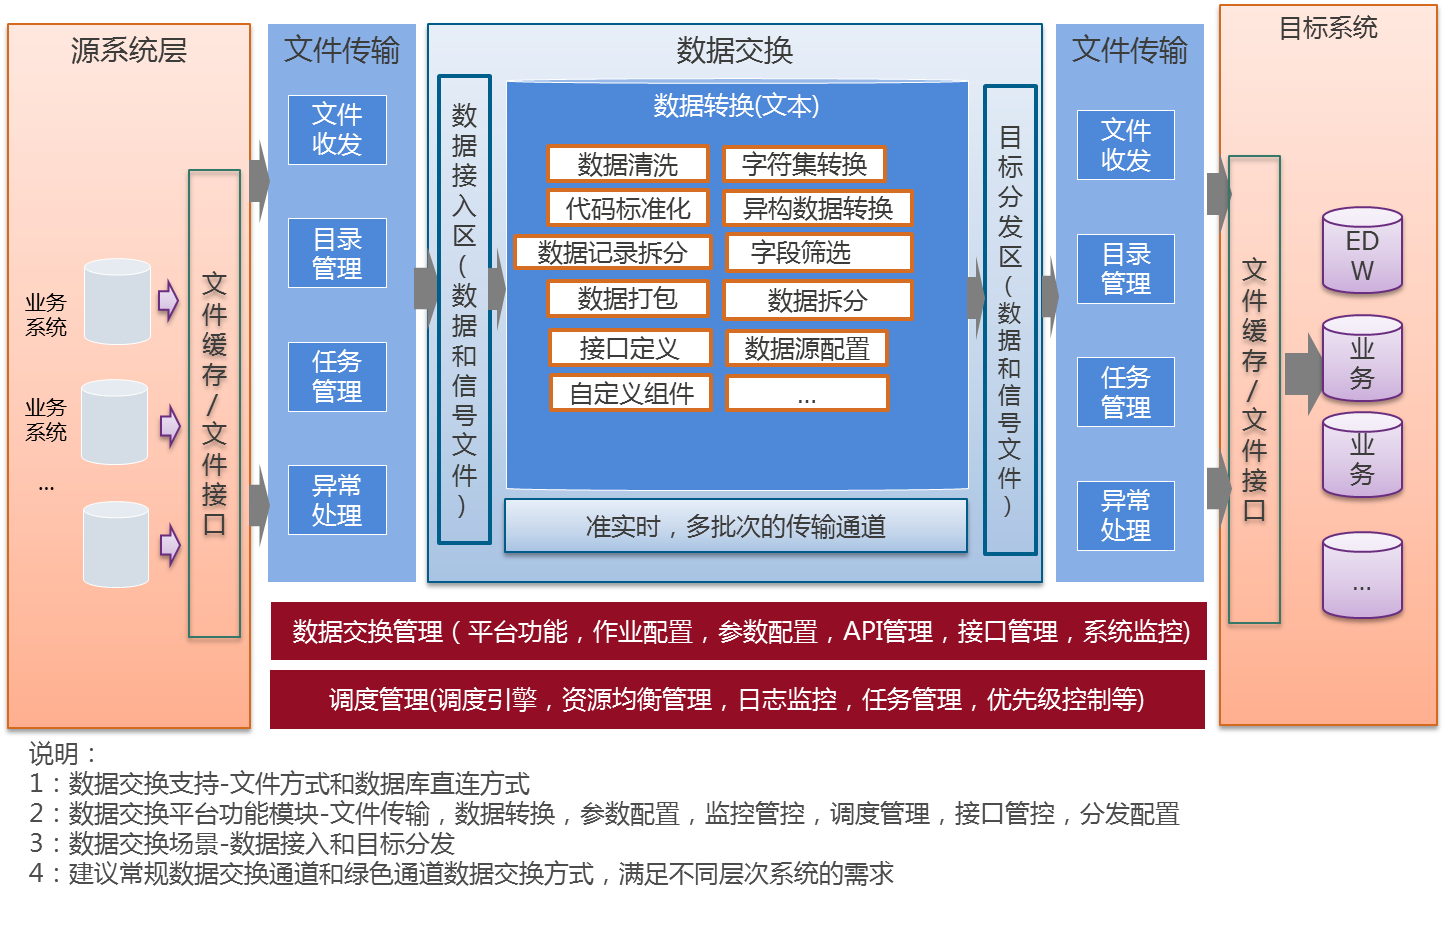 源系统层
业务
系统
业务
系统
...
文件缓存/文件接口
文件传输
文件
收发
目录
管理
任务
管理
异常
处理
数据交换
数据接入区(数据和信号文件)
数据转换(文本)
数据清洗
字符集转换
代码标准化
异构数据转换
数据记录拆分
字段筛选
数据打包
数据拆分
接口定义
数据源配置
自定义组件
...
准实时，多批次的传输通道
目标分发区(数据和信号文件)
文件传输
文件
收发
目录
管理
任务
管理
异常
处理
目标系统
文件缓存/文件接口
ED
W
业
务
业
务
...
数据交换管理（平台功能，作业配置，参数配置，API管理，接口管理，系统监控)
调度管理(调度引擎，资源均衡管理，日志监控，任务管理，优先级控制等)
说明：
1：数据交换支持-文件方式和数据库直连方式
2：数据交换平台功能模块-文件传输，数据转换，参数配置，监控管控，调度管理，接口管控，分发配置
3：数据交换场景-数据接入和目标分发
4：建议常规数据交换通道和绿色通道数据交换方式，满足不同层次系统的需求